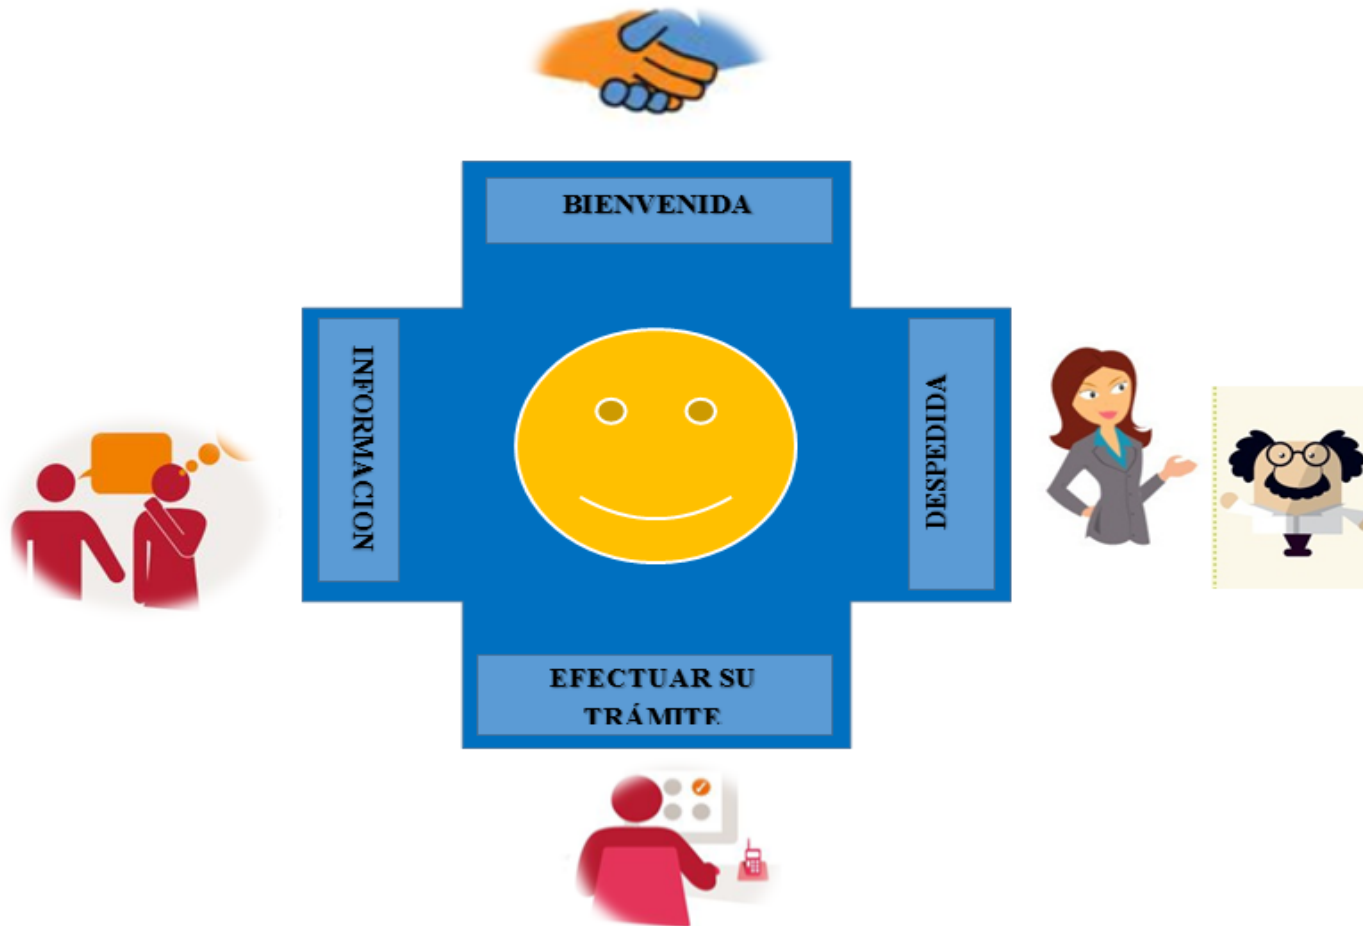 BIENVENIDA
INFORMACION
DESPEDIDA
EFECTUAR SU
TRÁMITE